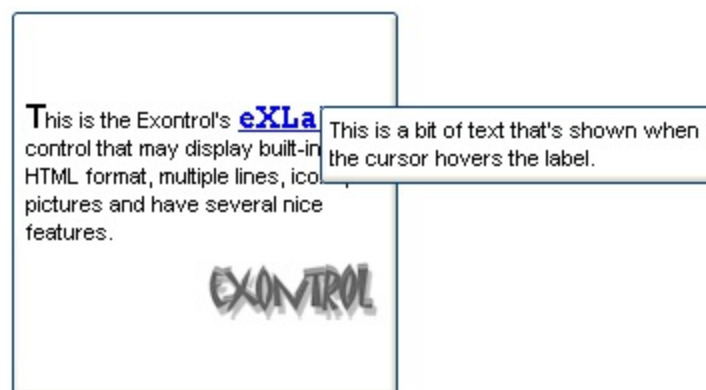 This is the Exontrol's eXLa
control that may display built-in
HTML format, multiple lines, ico
pictures and have several nice
features.
This is a bit of text that's shown when
the cursor hovers the label.
EXONTROL